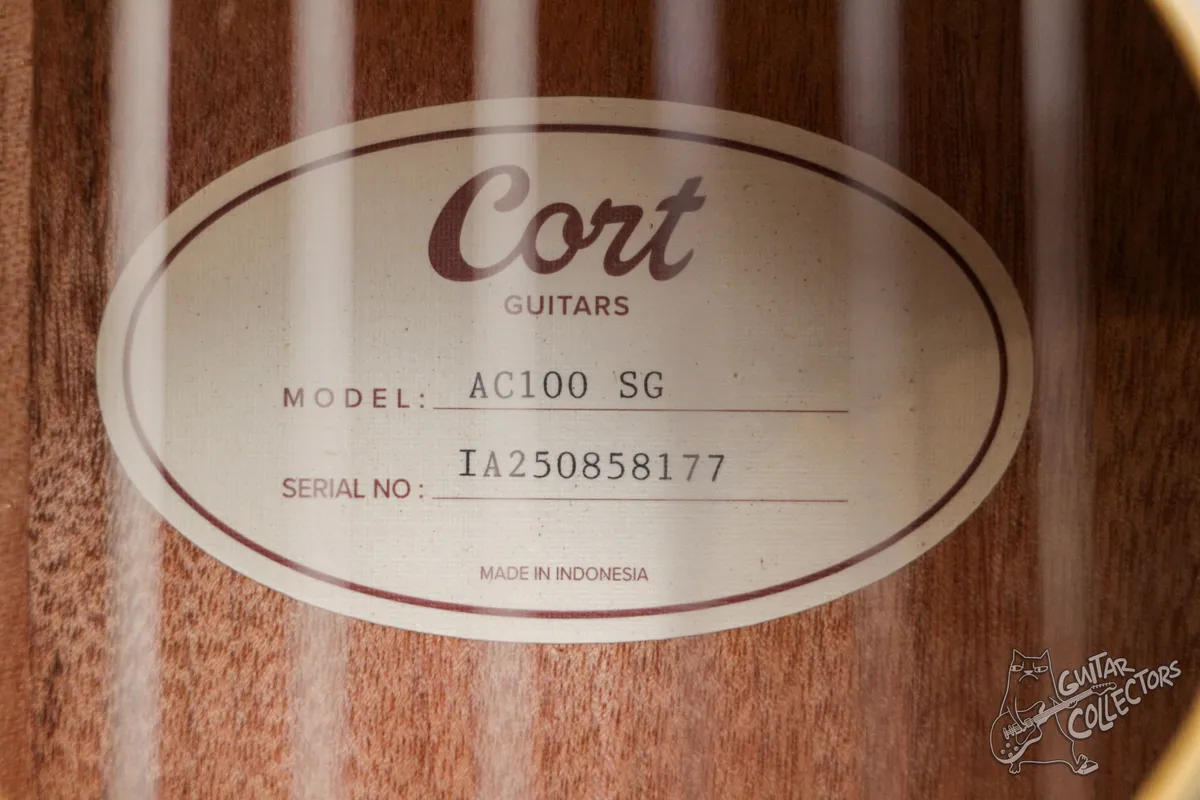 Cort
GUITARS
MODEL: AC100 SG
SERIAL NO: IA250858177
MADE IN INDONESIA
GUITAR
COLLECTORS